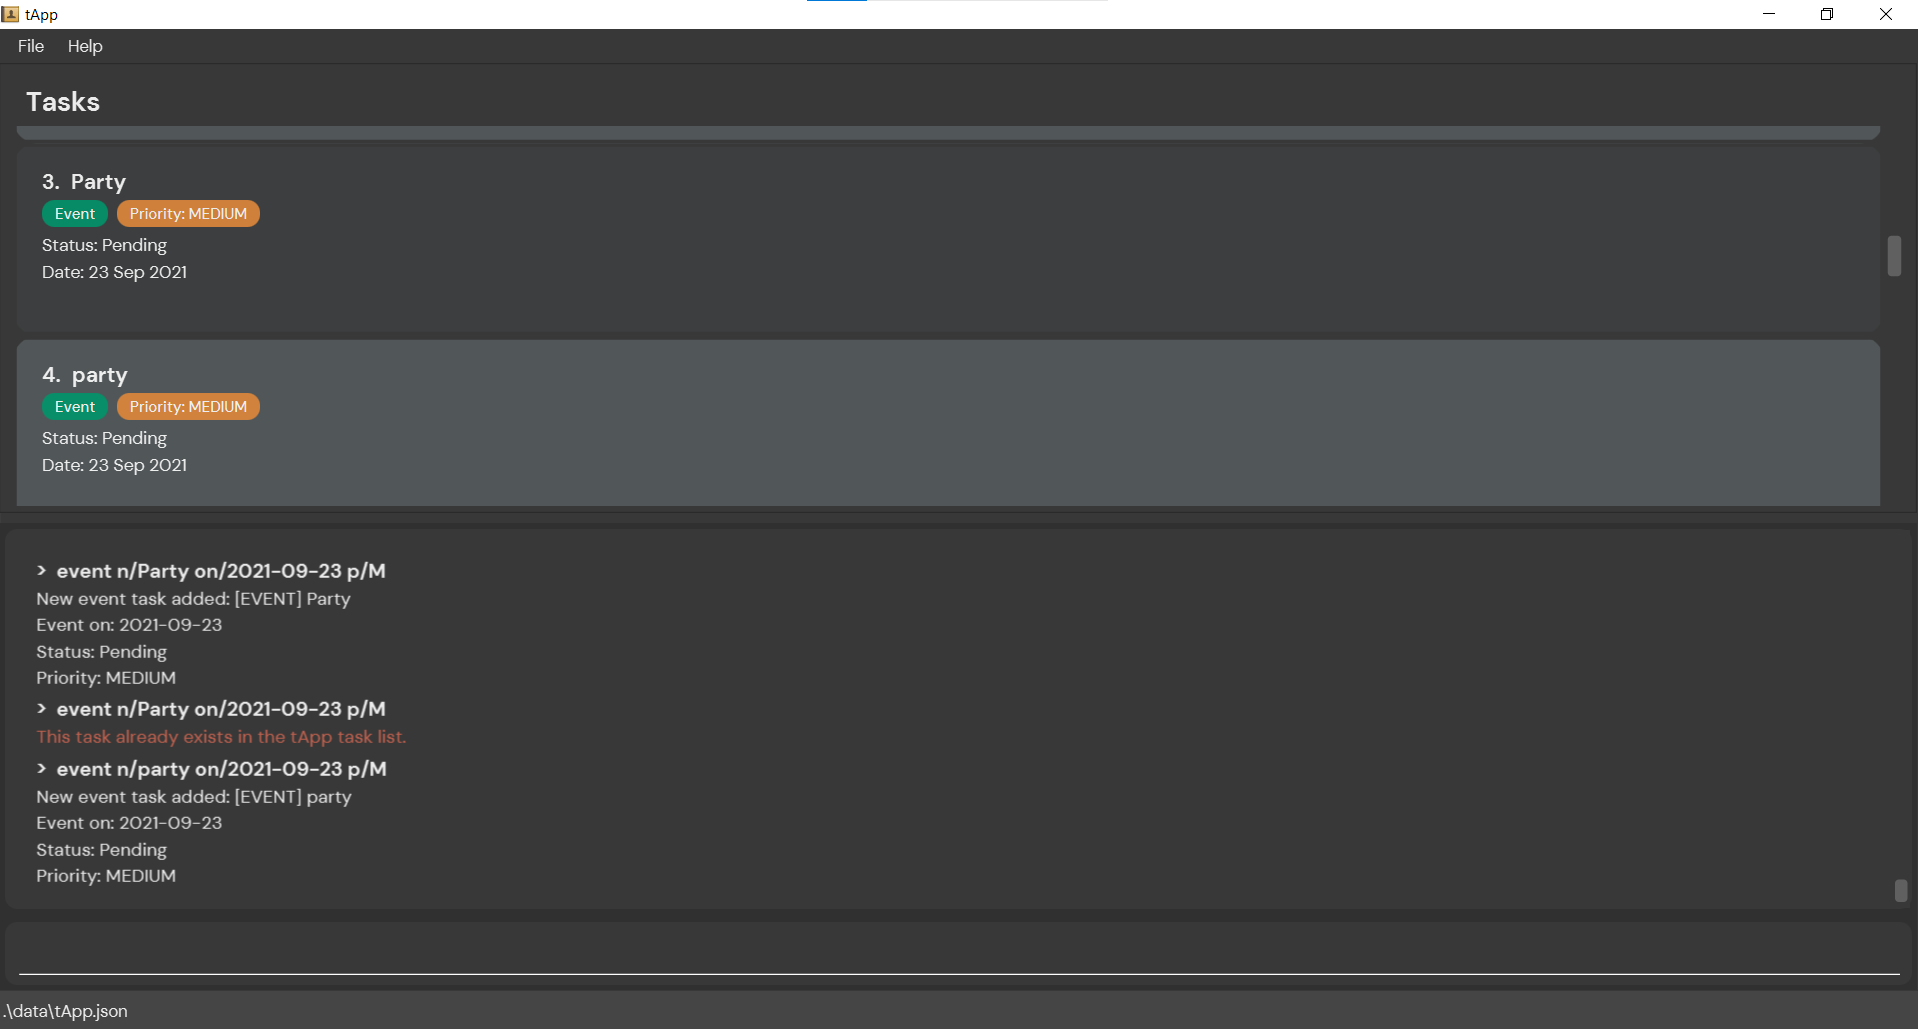 tApp
File Help
Tasks
3. Party
Event Priority: MEDIUM
Status: Pending
Date: 23 Sep 2021
4. party
Event Priority: MEDIUM
Status: Pending
Date: 23 Sep 2021
> event n/Party on/2021-09-23 p/M
New event task added: [EVENT] Party
Event on: 2021-09-23
Status: Pending
Priority: MEDIUM
> event n/Party on/2021-09-23 p/M
This task already exists in the tApp task list.
> event n/party on/2021-09-23 p/M
New event task added: [EVENT] party
Event on: 2021-09-23
Status: Pending
Priority: MEDIUM
.\data\tApp.json